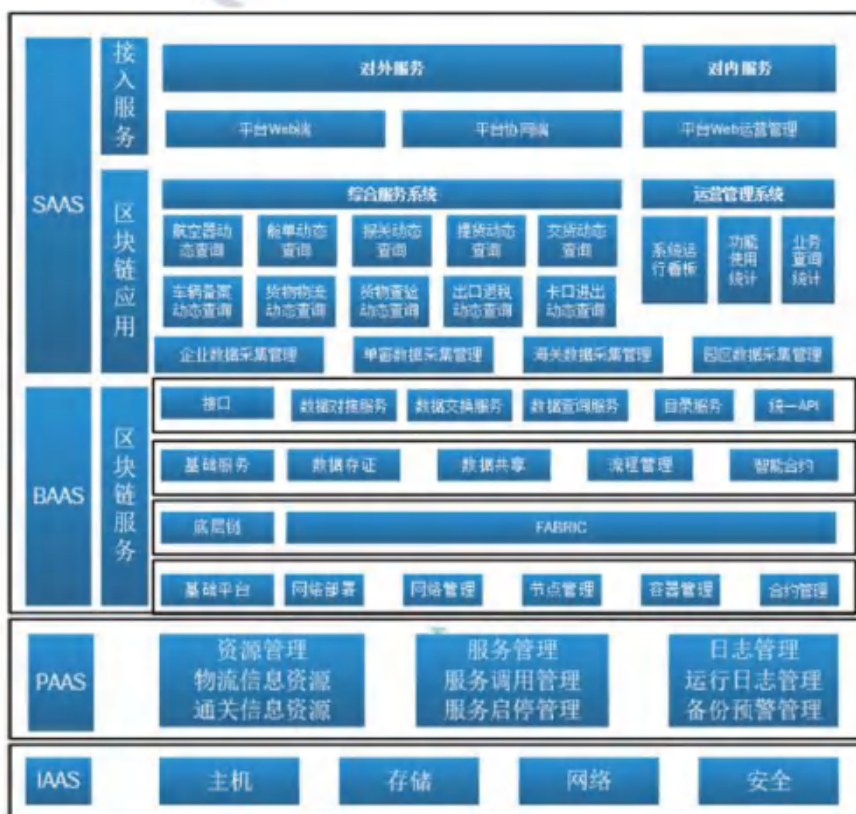 SAAS
接入服务
对外服务
对内服务
平台Web端
平台协同端
平台Web运营管理
区块链应用
综合服务系统
运营管理系统
航空器动
态查询
舱单动态
查询
报关动态
查询
提货动态
查询
交货动态
查询
车辆备案
动态查询
货物物流
动态查询
货物查验
动态查询
出口退税
动态查询
卡口进出
动态查询
系统运
行看板
功能
使用
统计
业务
查询
统计
企业数据采集管理
单窗数据采集管理
海关数据采集管理
园区数据采集管理
BAAS
区块链服务
接口
数据对接服务
数据交换服务
数据查询服务
目录服务
统一API
基础服务
数据存证
数据共享
流程管理
智能合约
底层链
FABRIC
基础平台
网络部署
网络管理
节点管理
容器管理
合约管理
PAAS
资源管理
物流信息资源
通关信息资源
服务管理
服务调用管理
服务启停管理
日志管理
运行日志管理
备份预警管理
IAAS
主机
存储
网络
安全